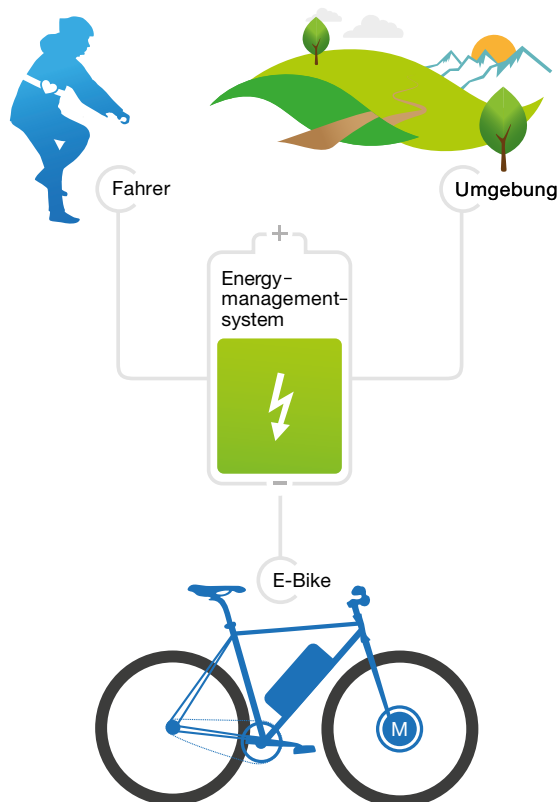 Fahrer
Umgebung
+
Energy-
management-
system
–
E-Bike
M